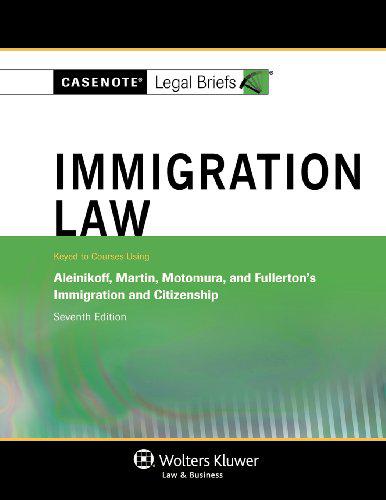 CASENOTE® Legal Briefs®
IMMIGRATION
LAW
Keyed to Courses Using
Aleinikoff, Martin, Motomura, and Fullerton's
Immigration and Citizenship
Seventh Edition
Wolters Kluwer
Law & Business